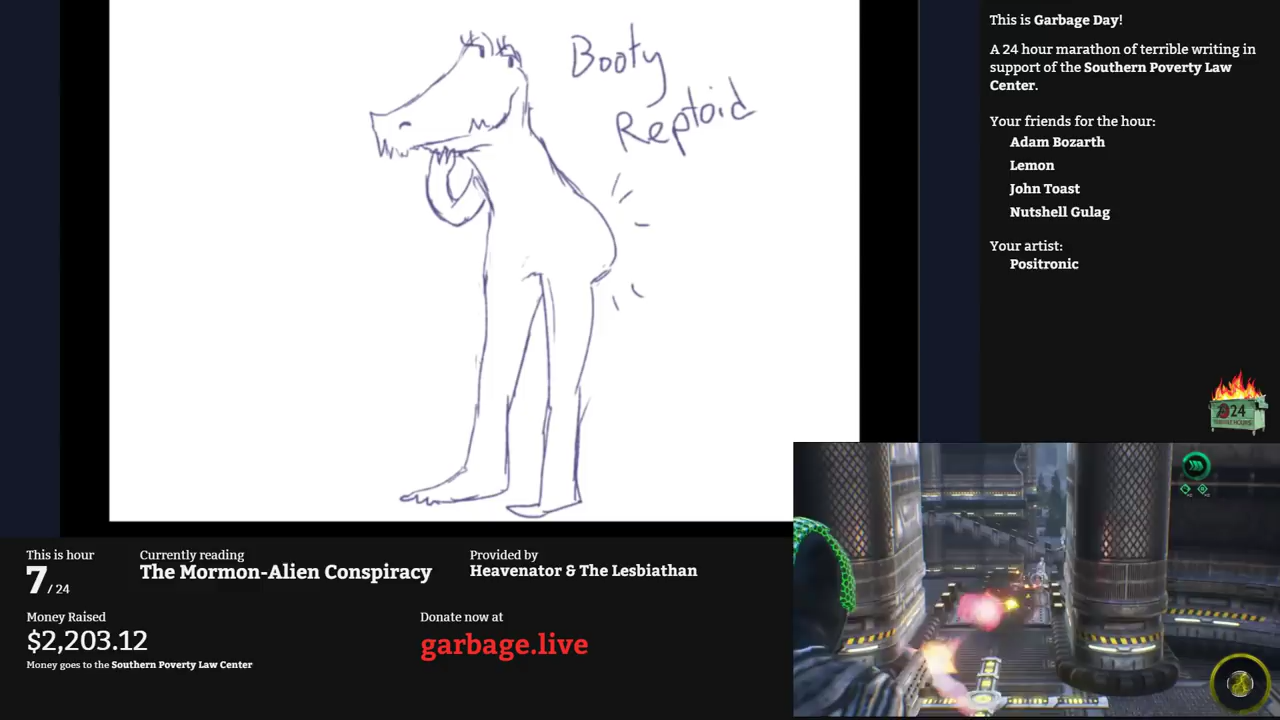 Booty
Reptoid
This is Garbage Day!
A 24 hour marathon of terrible writing in
support of the Southern Poverty Law
Center.
Your friends for the hour:
Adam Bozarth
Lemon
John Toast
Nutshell Gulag
Your artist:
Positronic
This is hour
7 / 24
Currently reading
The Mormon-Alien Conspiracy
Provided by
Heavenator & The Lesbiathan
Money Raised
$2,203.12
Money goes to the Southern Poverty Law Center
Donate now at
garbage.live